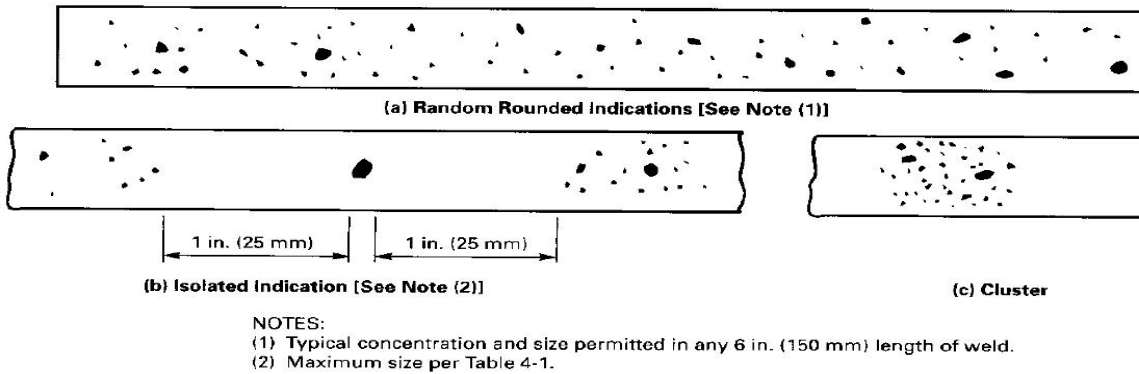 (a) Random Rounded Indications [See Note (1)]
1 in. (25 mm)
1 in. (25 mm)
(b) Isolated Indication [See Note (2)]
(c) Cluster
NOTES:
(1) Typical concentration and size permitted in any 6 in. (150 mm) length of weld.
(2) Maximum size per Table 4-1.